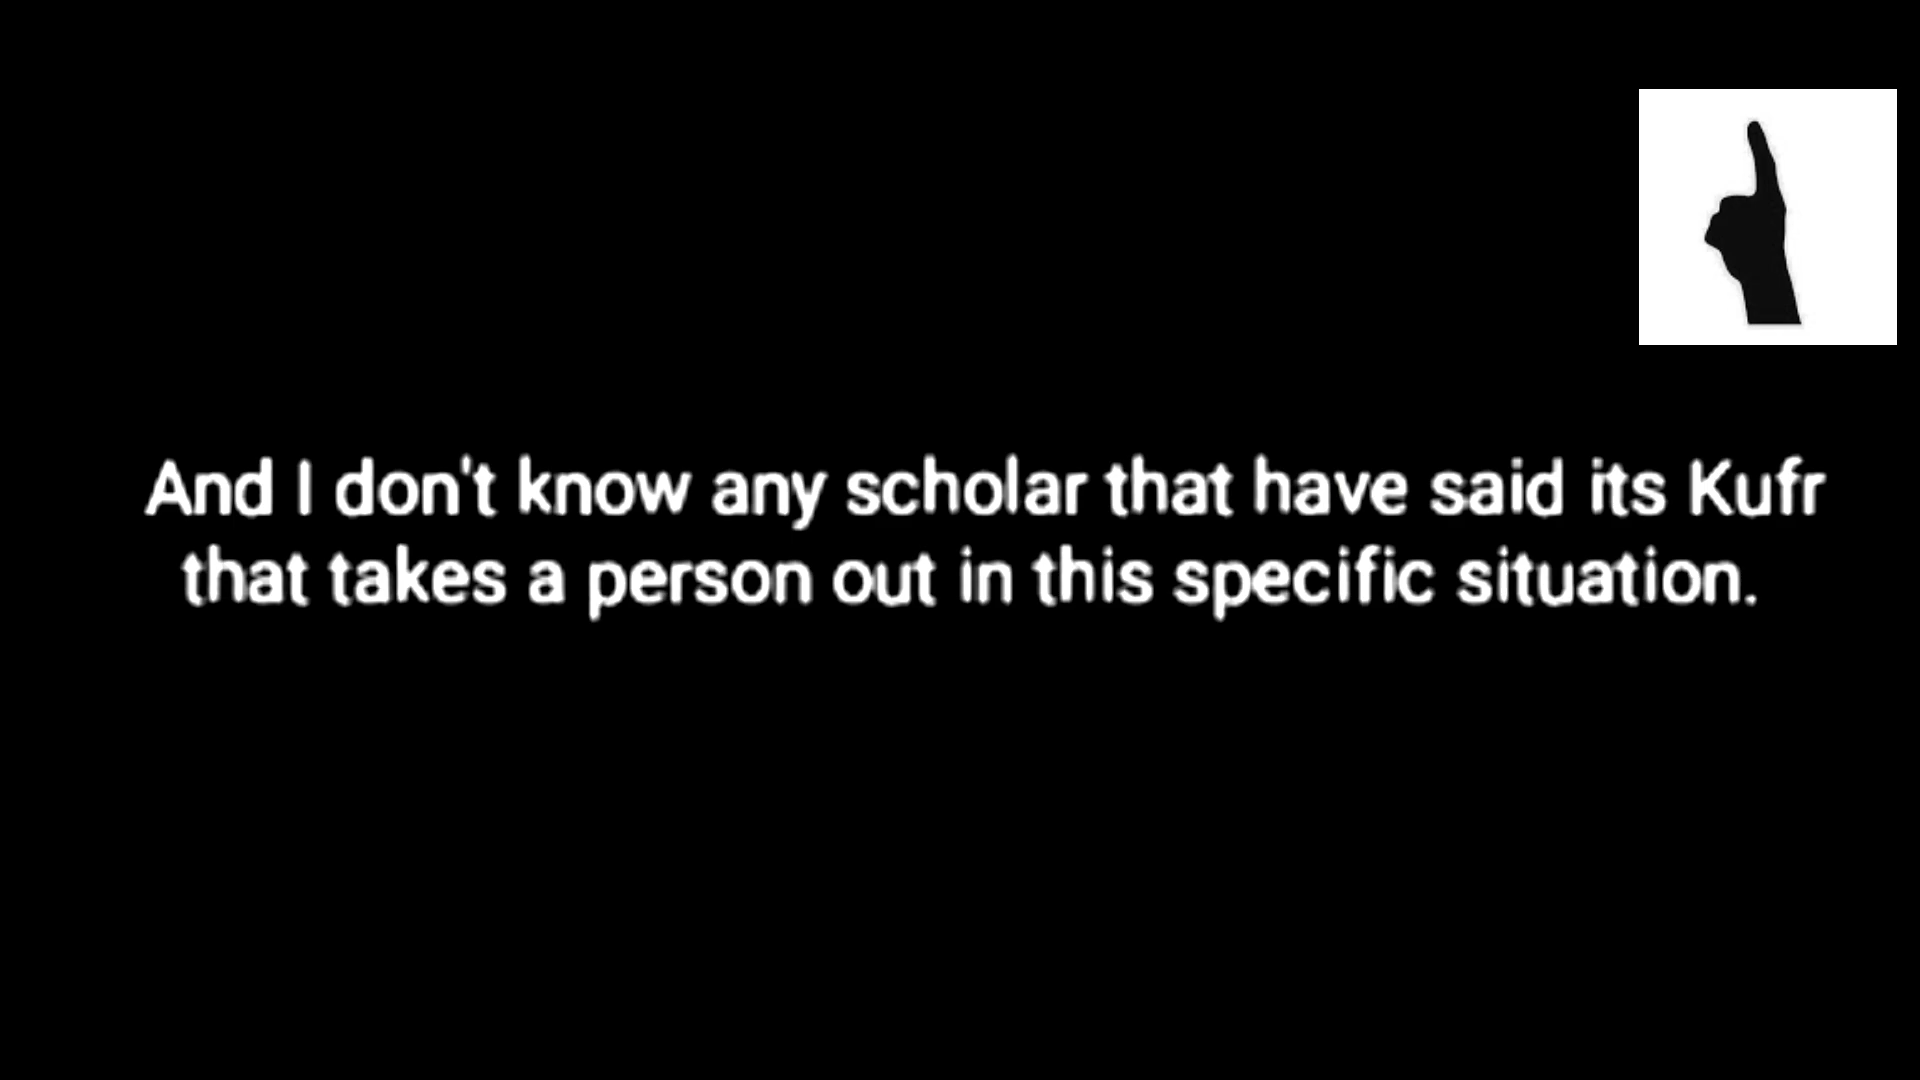 And I don't know any scholar that have said its Kufr
that takes a person out in this specific situation.